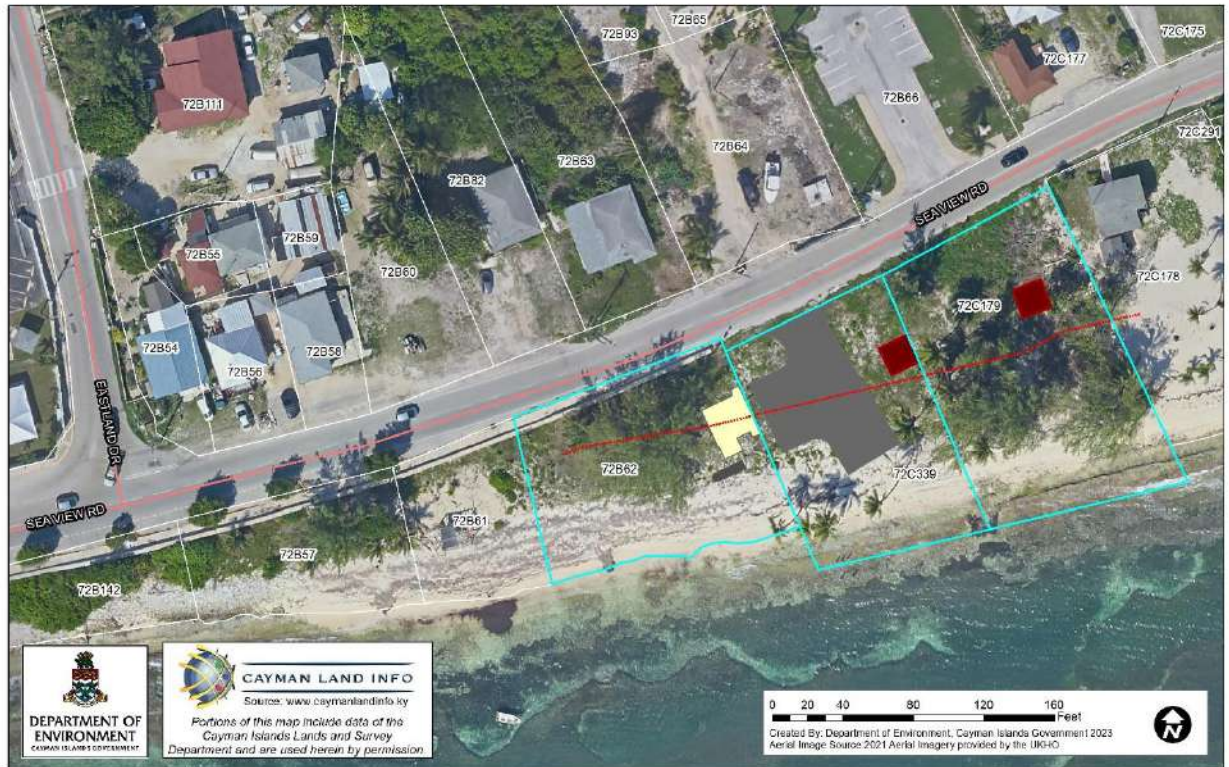 72B93
72B65
72C175
72C177
72B111
72B66
72B64
72B63
72B82
72C291
SEA VIEW RD
72B59
72B55
72B60
72C178
72C179
72B54
72B56
72B58
EASTLAND DR
72B62
72C339
SEA VIEW RD
72B61
72B57
72B142
DEPARTMENT OF
ENVIRONMENT
CAYMAN ISLANDS GOVERNMENT
CAYMAN LAND INFO
Source: www.caymanlandinfo.ky
Portions of this map include data of the
Cayman Islands Lands and Survey
Department and are used herein by permission
0 20 40 80 120 160
Feet
Created By: Department of Environment, Cayman Islands Government 2023
Aerial Image Source 2021 Aerial Imagery provided by the UKHO
N